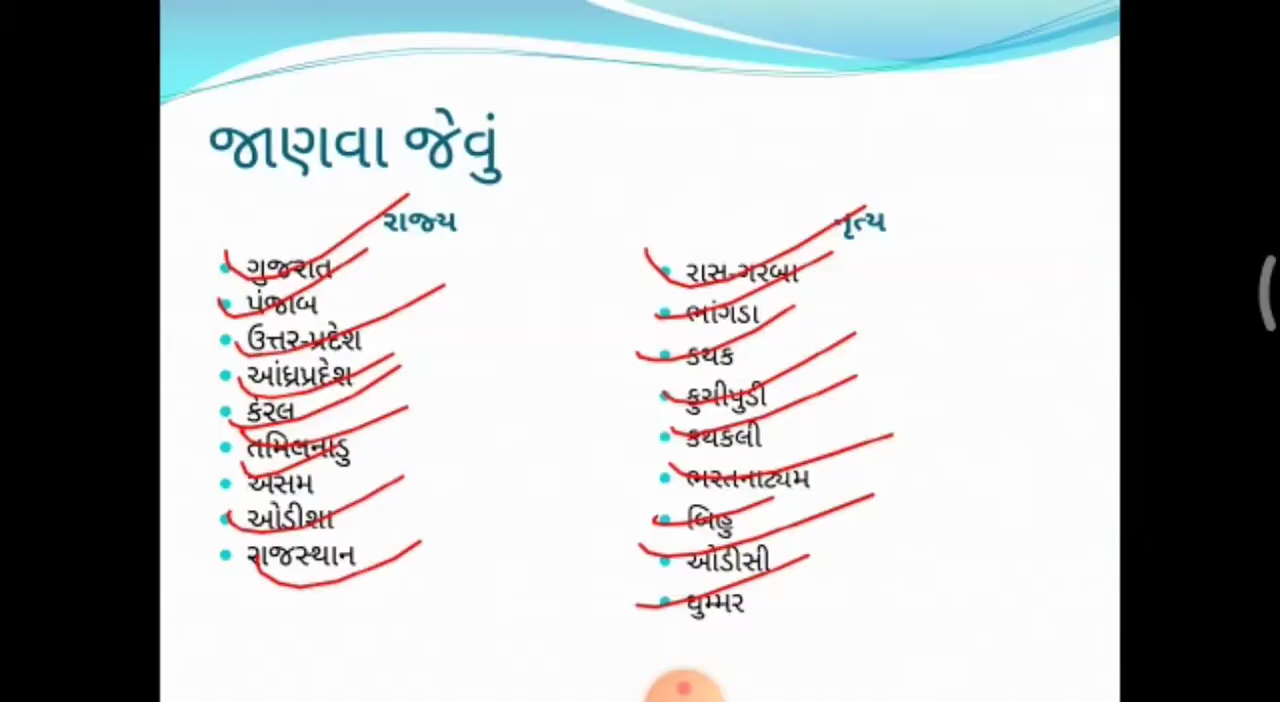 જાણવા જેવું
રાજ્ય
ગુજરાત
પંજાબ
ઉત્તર-પ્રદેશ
આંધ્રપ્રદેશ
કેરલ
તમિલનાડુ
અસમ
ઓડીશા
રાજસ્થાન
નૃત્ય
રાસ-ગરબા
ભાંગડા
કથક
કુચીપુડી
કથકલી
ભરતનાટ્યમ
બિહુ
ઓડીસી
ઘુમ્મર